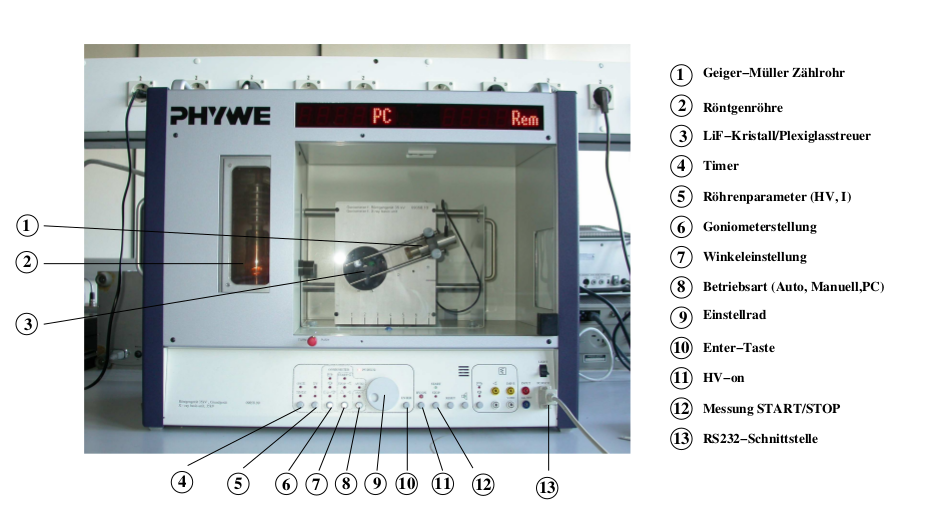 PHYWE
PC
Rem
1 Geiger−Müller Zählrohr
2 Röntgenröhre
3 LiF−Kristall/Plexiglasstreuer
4 Timer
5 Röhrenparameter (HV, I)
6 Goniometerstellung
7 Winkeleinstellung
8 Betriebsart (Auto, Manuell,PC)
9 Einstellrad
10 Enter−Taste
11 HV−on
12 Messung START/STOP
13 RS232−Schnittstelle
1
2
3
4 5 6 7 8 9 10 11 12 13